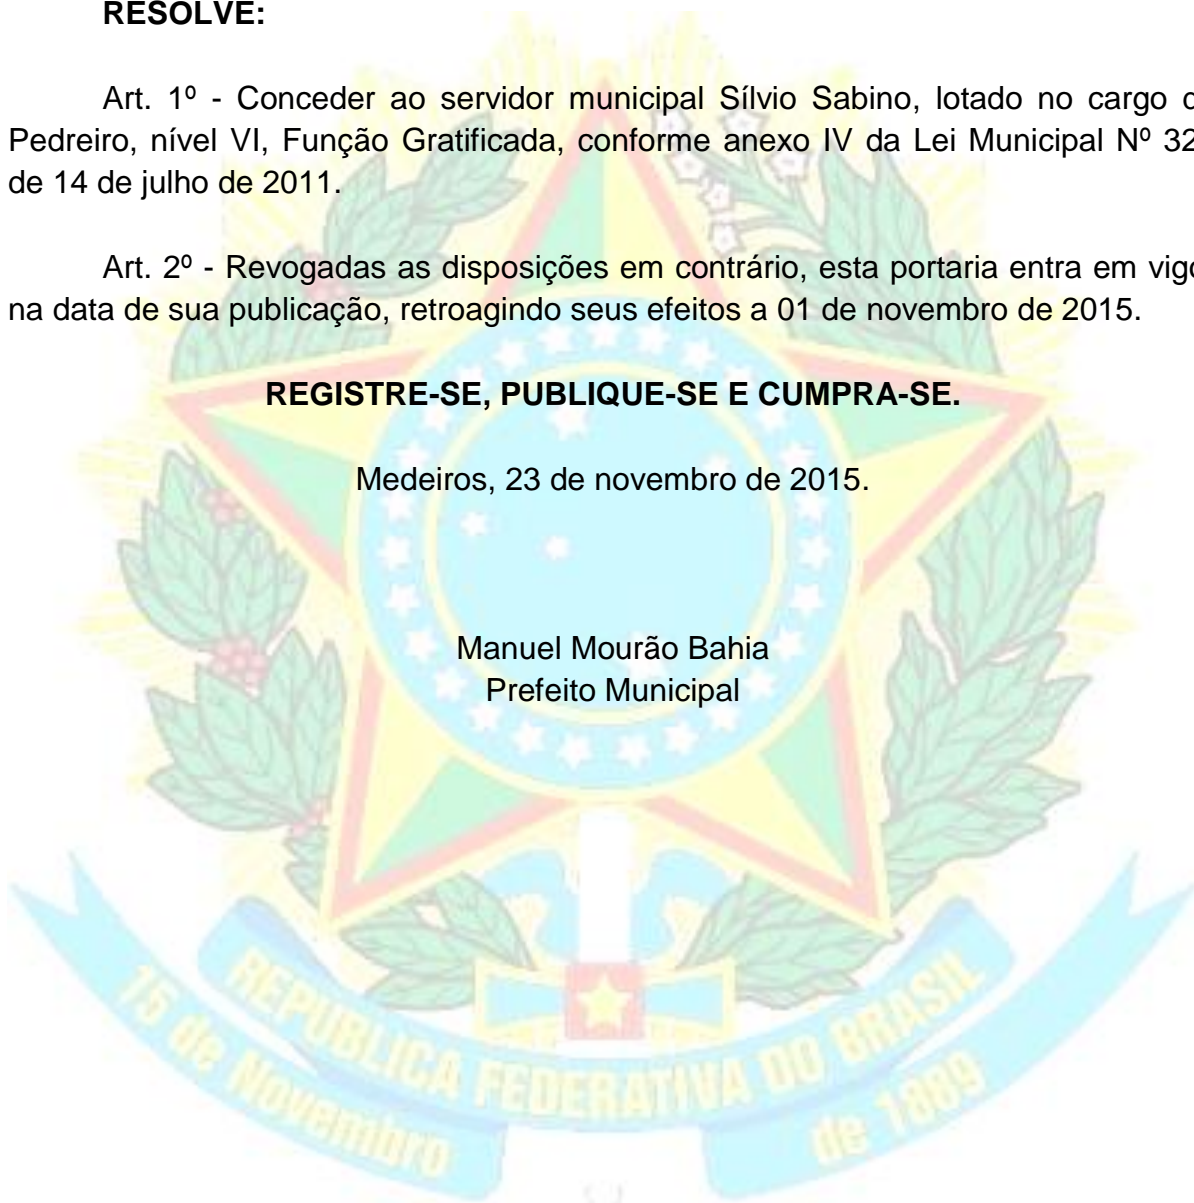 RESOLVE:
Art. 1º - Conceder ao servidor municipal Sílvio Sabino, lotado no cargo
Pedreiro, nível VI, Função Gratificada, conforme anexo IV da Lei Municipal Nº 32
de 14 de julho de 2011.
Art. 2º - Revogadas as disposições em contrário, esta portaria entra em vigo
na data de sua publicação, retroagindo seus efeitos a 01 de novembro de 2015.
REGISTRE-SE, PUBLIQUE-SE E CUMPRA-SE.
Medeiros, 23 de novembro de 2015.
Manuel Mourão Bahia
Prefeito Municipal
REPUBLICA FEDERATIVA DO BRASIL
15 de Novembro de 1889